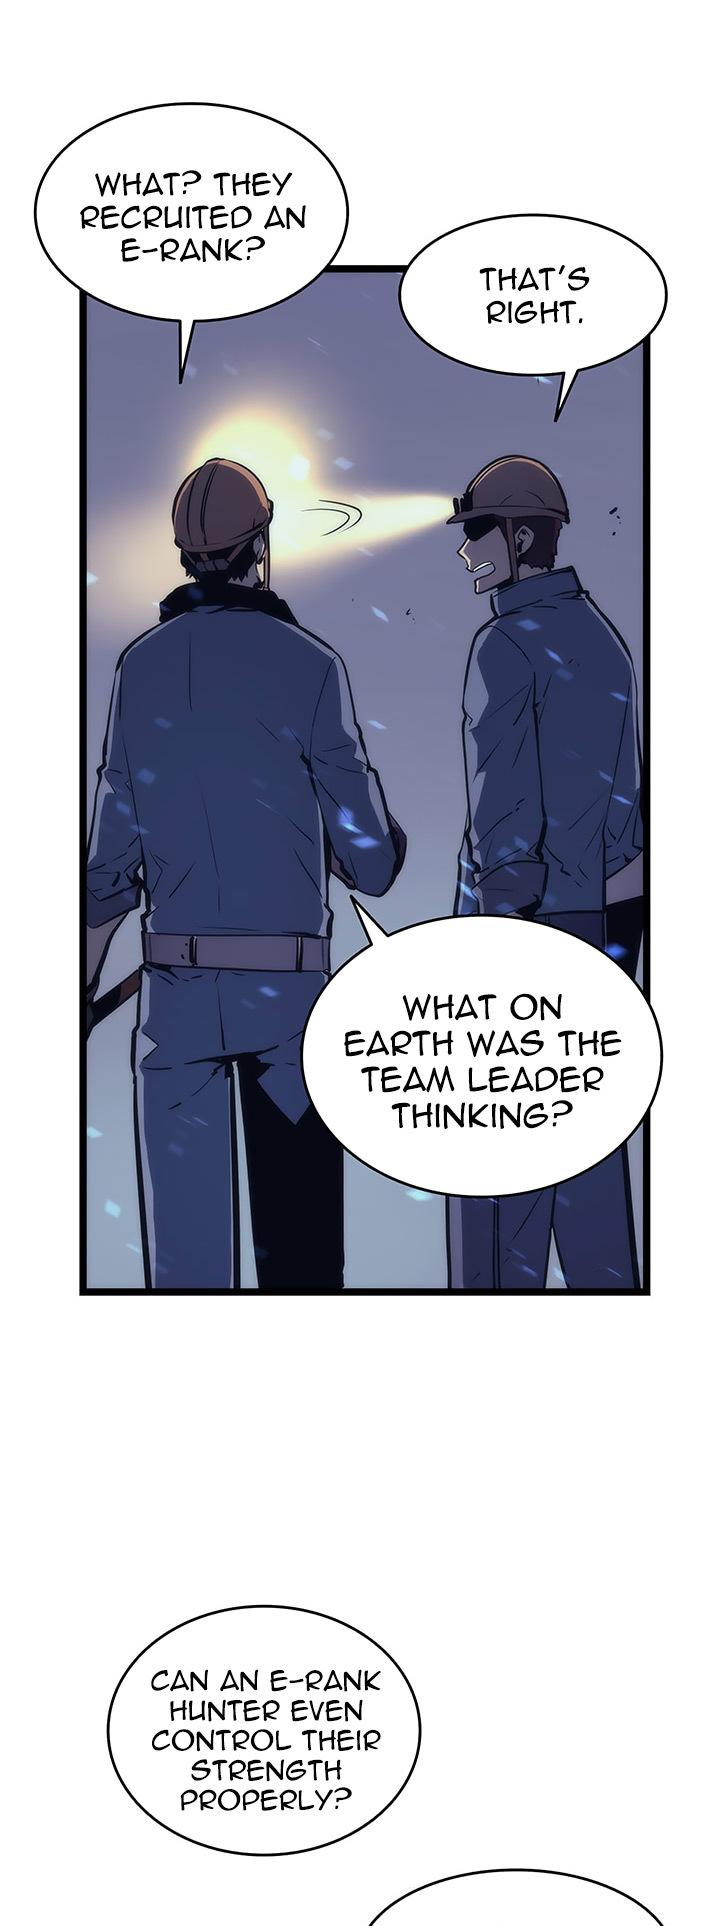 WHAT? THEY
RECRUITED AN
E-RANK?
THAT'S
RIGHT.
WHAT ON
EARTH WAS THE
TEAM LEADER
THINKING?
CAN AN E-RANK
HUNTER EVEN
CONTROL THEIR
STRENGTH
PROPERLY?